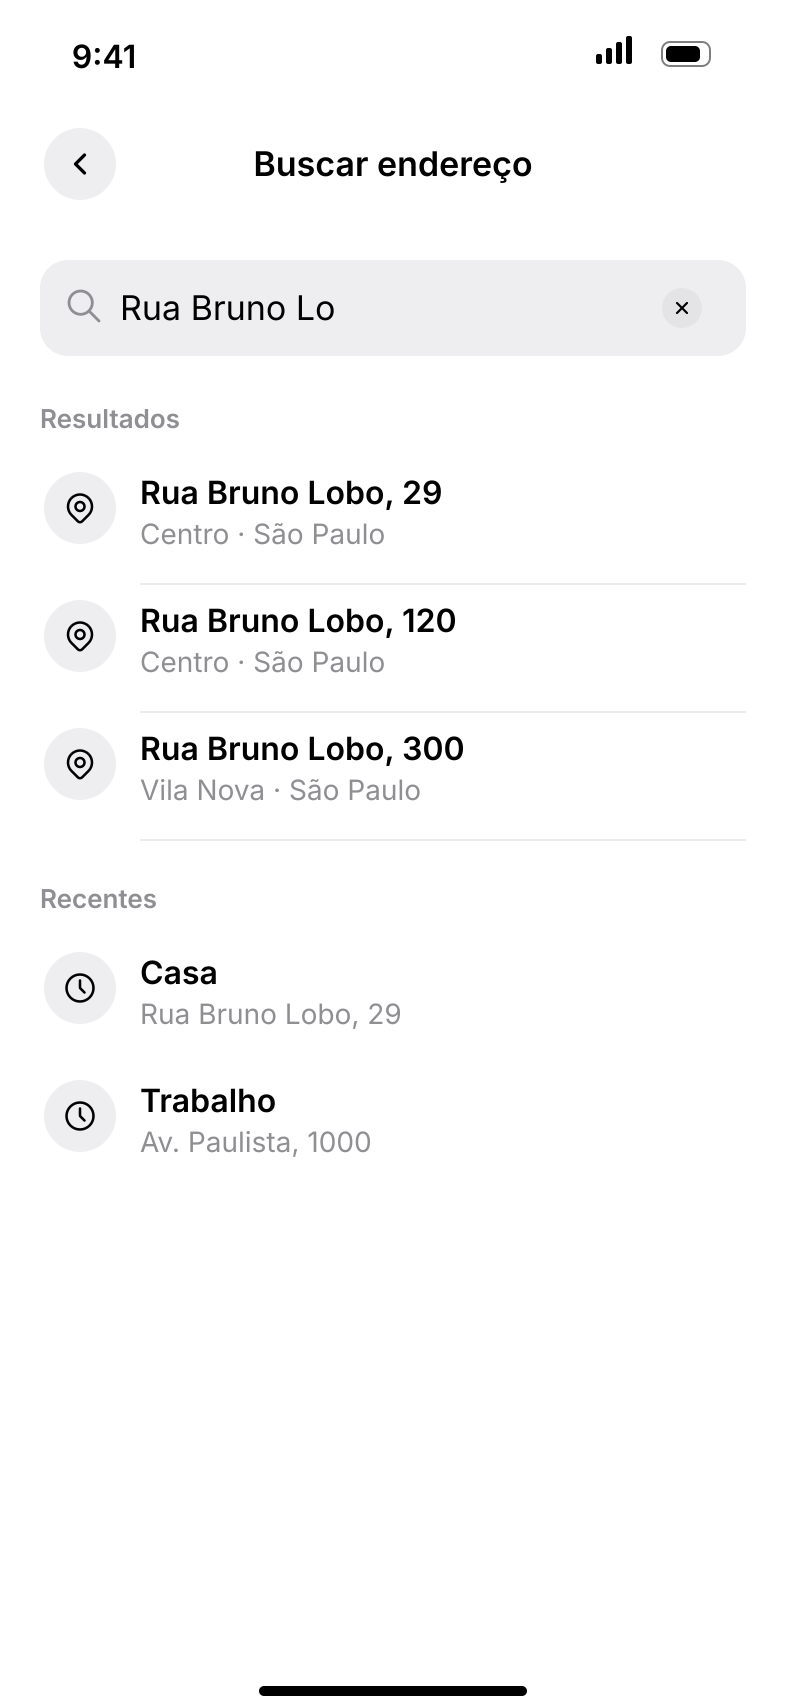 9:41
Buscar endereço
Rua Bruno Lo
Resultados
Rua Bruno Lobo, 29
Centro · São Paulo
Rua Bruno Lobo, 120
Centro · São Paulo
Rua Bruno Lobo, 300
Vila Nova · São Paulo
Recentes
Casa
Rua Bruno Lobo, 29
Trabalho
Av. Paulista, 1000